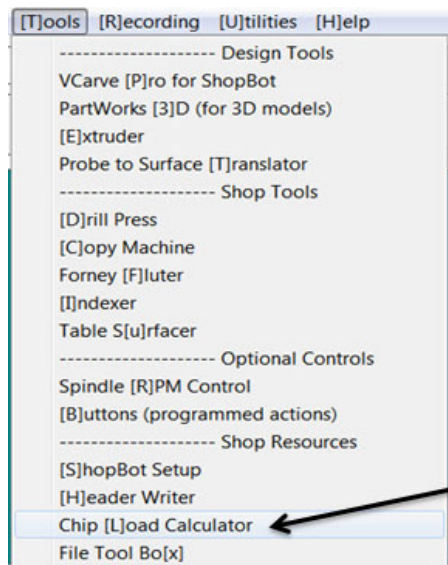 [T]ools [R]ecording [U]tilities [H]elp
-------------------- Design Tools
VCarve [P]ro for ShopBot
PartWorks [3]D (for 3D models)
[E]xtruder
Probe to Surface [T]ranslator
-------------------- Shop Tools
[D]rill Press
[C]opy Machine
Forney [F]luter
[I]ndexer
Table S[u]rfacer
-------------------- Optional Controls
Spindle [R]PM Control
[B]uttons (programmed actions)
-------------------- Shop Resources
[S]hopBot Setup
[H]eader Writer
Chip [L]oad Calculator
File Tool Bo[x]